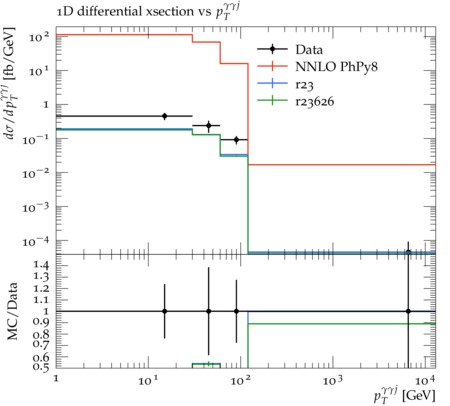 1D differential xsection vs p_T^{γγj}
dσ/dp_T^{γγj} [fb/GeV]
10^2
10^1
1
10^−1
10^−2
10^−3
10^−4
Data
NNLO PhPy8
r23
r23626
MC/Data
1.4
1.3
1.2
1.1
1
0.9
0.8
0.7
0.6
0.5
1 10^1 10^2 10^3 10^4
p_T^{γγj} [GeV]